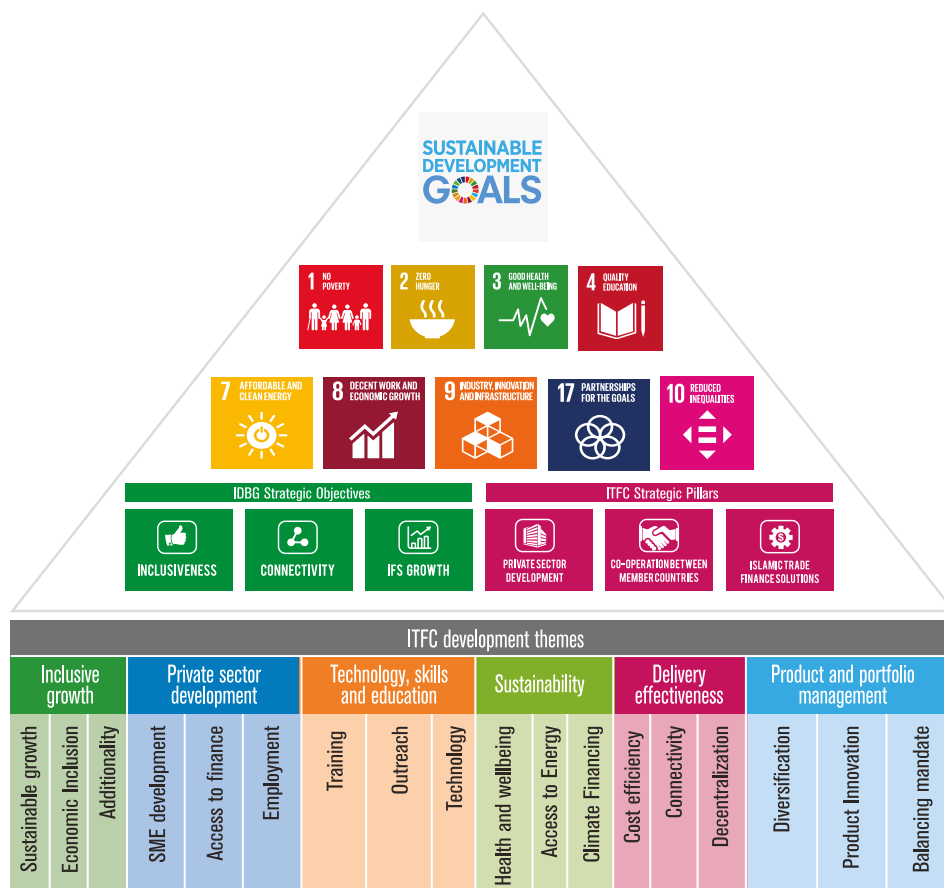 SUSTAINABLE
DEVELOPMENT
GOALS
1 NO
POVERTY
2 ZERO
HUNGER
3 GOOD HEALTH
AND WELL-BEING
4 QUALITY
EDUCATION
7 AFFORDABLE AND
CLEAN ENERGY
8 DECENT WORK AND
ECONOMIC GROWTH
9 INDUSTRY, INNOVATION
AND INFRASTRUCTURE
17 PARTNERSHIPS
FOR THE GOALS
10 REDUCED
INEQUALITIES
IDBG Strategic Objectives
ITFC Strategic Pillars
INCLUSIVENESS
CONNECTIVITY
IFS GROWTH
PRIVATE SECTOR
DEVELOPMENT
CO-OPERATION BETWEEN
MEMBER COUNTRIES
$
ISLAMIC TRADE
FINANCE SOLUTIONS
ITFC development themes
Inclusive
growth
Private sector
development
Technology, skills
and education
Sustainability
Delivery
effectiveness
Product and portfolio
management
Sustainable growth
Economic Inclusion
Additionality
SME development
Access to finance
Employment
Training
Outreach
Technology
Health and wellbeing
Access to Energy
Climate Financing
Cost efficiency
Connectivity
Decentralization
Diversification
Product Innovation
Balancing mandate